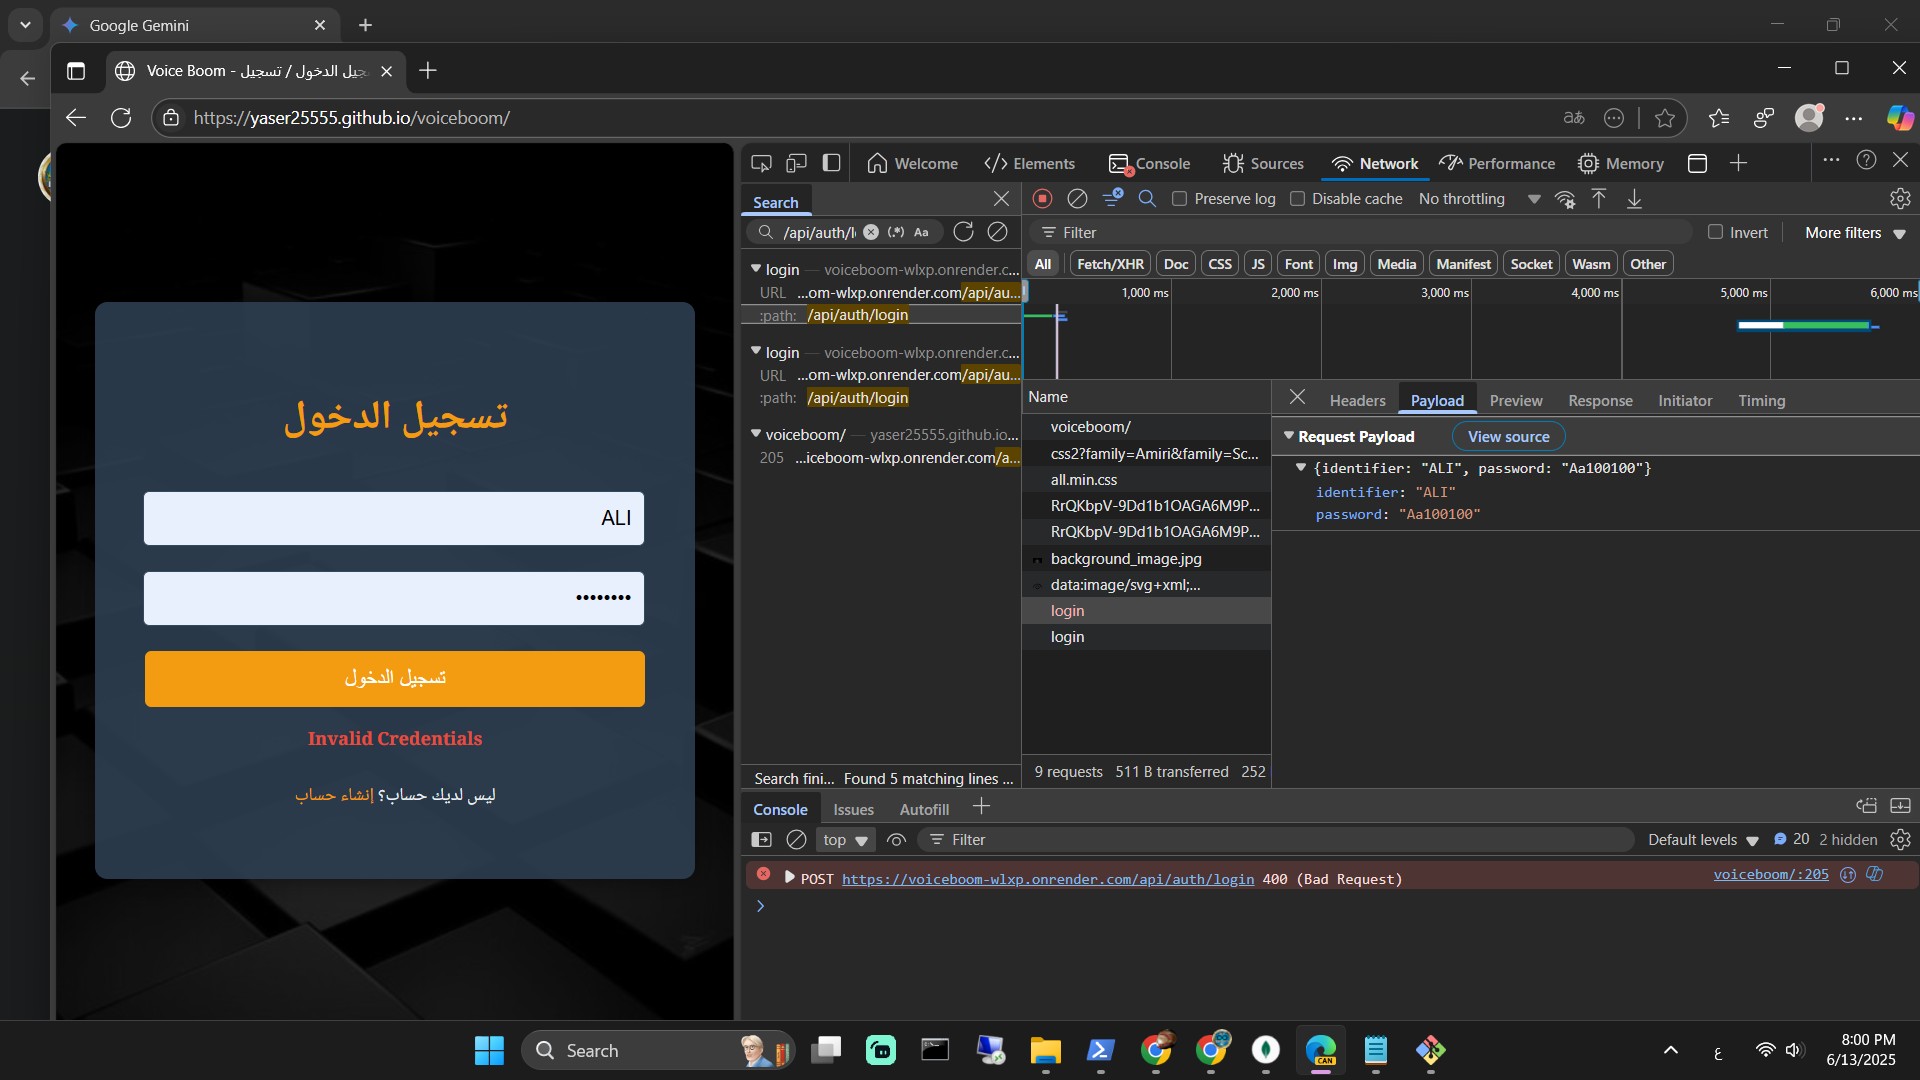 Google Gemini
Voice Boom - تسجيل الدخول / تسجيل
https://yaser25555.github.io/voiceboom/
تسجيل الدخول
ALI
••••••••
تسجيل الدخول
Invalid Credentials
ليس لديك حساب؟ إنشاء حساب
Welcome
Elements
Console
Sources
Network
Performance
Memory
Search
/api/auth/l
(.*) Aa
login — voiceboom-wlxp.onrender.c...
URL ...om-wlxp.onrender.com/api/au...
:path: /api/auth/login
login — voiceboom-wlxp.onrender.c...
URL ...om-wlxp.onrender.com/api/au...
:path: /api/auth/login
voiceboom/ — yaser25555.github.io...
205 ...iceboom-wlxp.onrender.com/a...
Search fini... Found 5 matching lines ...
Preserve log
Disable cache
No throttling
Filter
Invert
More filters
All
Fetch/XHR
Doc
CSS
JS
Font
Img
Media
Manifest
Socket
Wasm
Other
1,000 ms
2,000 ms
3,000 ms
4,000 ms
5,000 ms
6,000 ms
Name
voiceboom/
css2?family=Amiri&family=Sc...
all.min.css
RrQKbpV-9Dd1b1OAGA6M9P...
RrQKbpV-9Dd1b1OAGA6M9P...
background_image.jpg
data:image/svg+xml;...
login
login
9 requests 511 B transferred 252
Headers
Payload
Preview
Response
Initiator
Timing
Request Payload
View source
{identifier: "ALI", password: "Aa100100"}
identifier: "ALI"
password: "Aa100100"
Console
Issues
Autofill
top
Filter
Default levels
20
2 hidden
POST https://voiceboom-wlxp.onrender.com/api/auth/login 400 (Bad Request)
voiceboom/:205
Search
CAN
ع
8:00 PM
6/13/2025